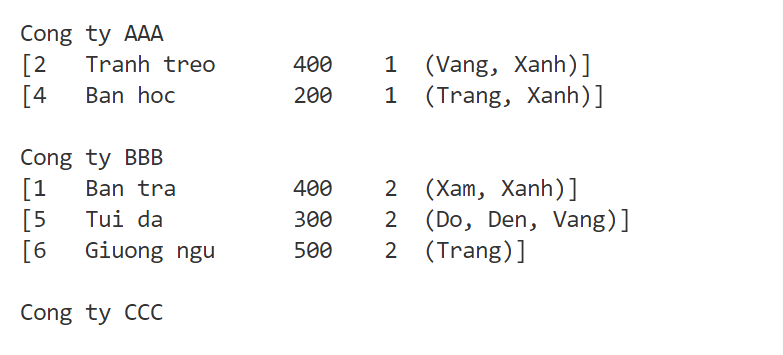 Cong ty AAA
[2   Tranh treo      400    1  (Vang, Xanh)]
[4   Ban hoc         200    1  (Trang, Xanh)]

Cong ty BBB
[1   Ban tra         400    2  (Xam, Xanh)]
[5   Tui da          300    2  (Do, Den, Vang)]
[6   Giuong ngu      500    2  (Trang)]

Cong ty CCC